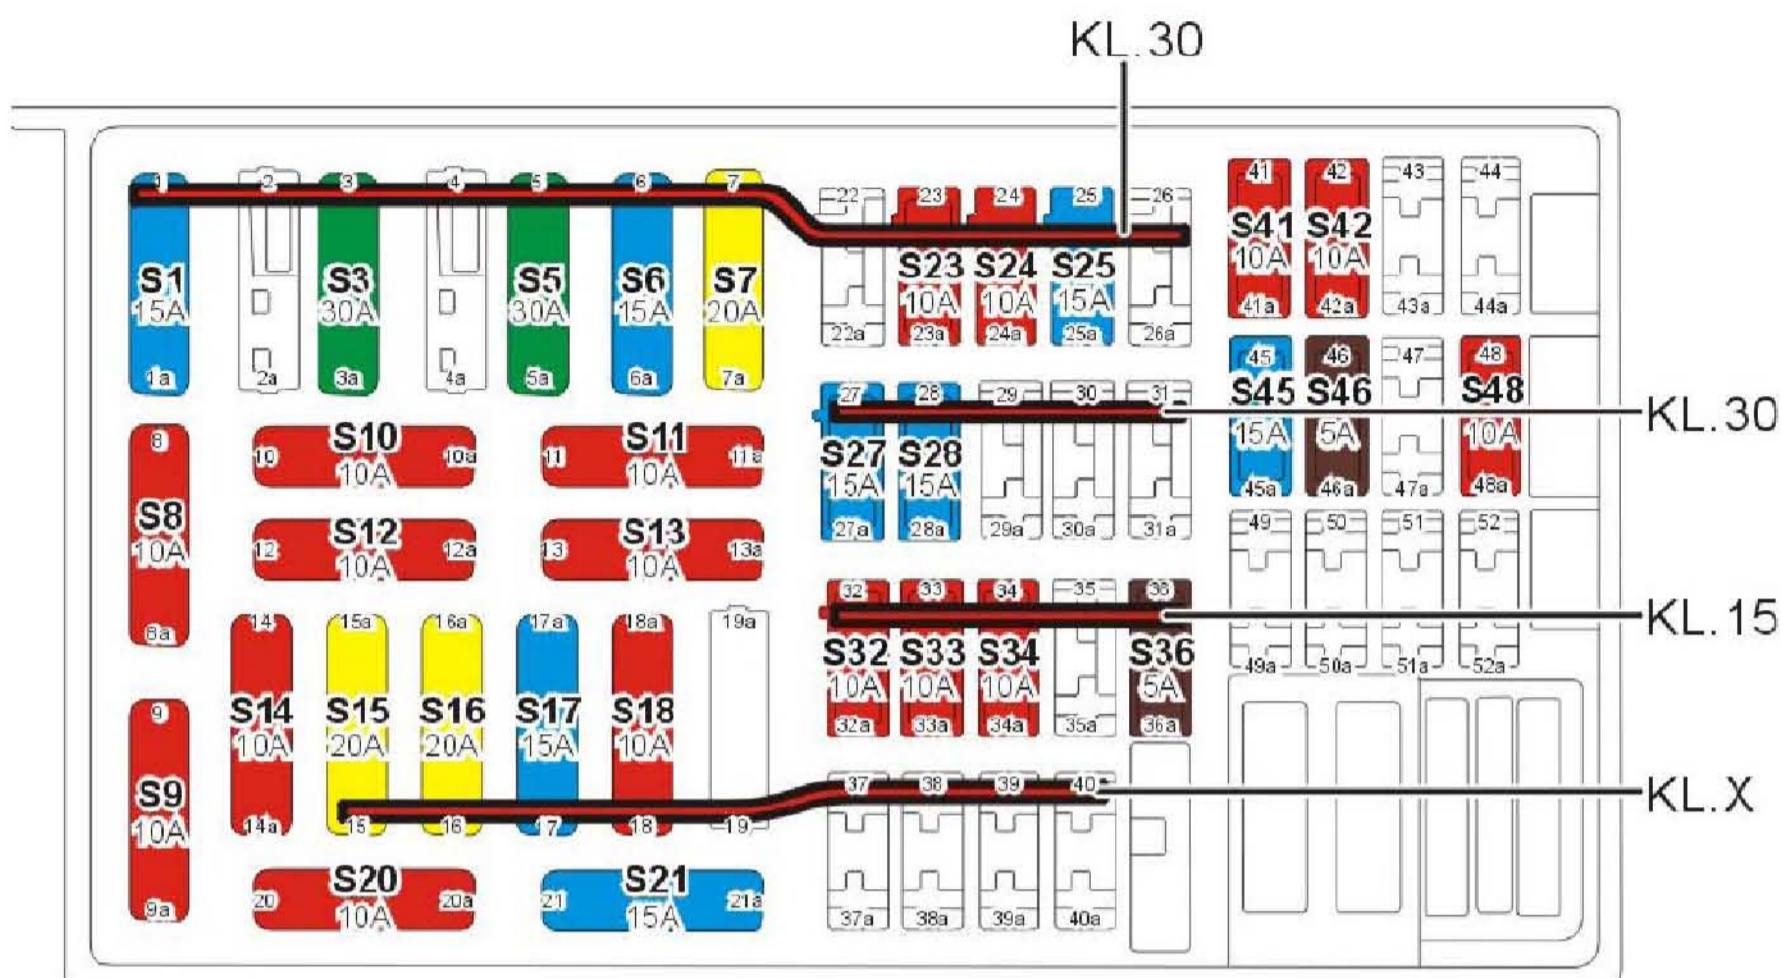 KL.30
1 2 3 4 5 6 7
22 23 24 25 26
41 42 43 44
S1 S3 S5 S6 S7
15A 30A 30A 15A 20A
S23 S24 S25
10A 10A 15A
S41 S42
10A 10A
1a 2a 3a 4a 5a 6a 7a
22a 23a 24a 25a 26a
41a 42a 43a 44a
27 28 29 30 31
KL.30
45 46 47 48
S45 S46 S48
15A 5A 10A
45a 46a 47a 48a
S27 S28
15A 15A
27a 28a 29a 30a 31a
8
S8
10A
8a
10 S10 10a
10A
11 S11 11a
10A
12 S12 12a
10A
13 S13 13a
10A
49 50 51 52
49a 50a 51a 52a
32 33 34 35 36
KL.15
S32 S33 S34 S36
10A 10A 10A 5A
32a 33a 34a 35a 36a
14 15a 16a 17a 18a 19a
S14 S15 S16 S17 S18
10A 20A 20A 15A 10A
14a 15 16 17 18 19
9
S9
10A
9a
37 38 39 40
KL.X
37a 38a 39a 40a
20 S20 20a
10A
21 S21 21a
15A